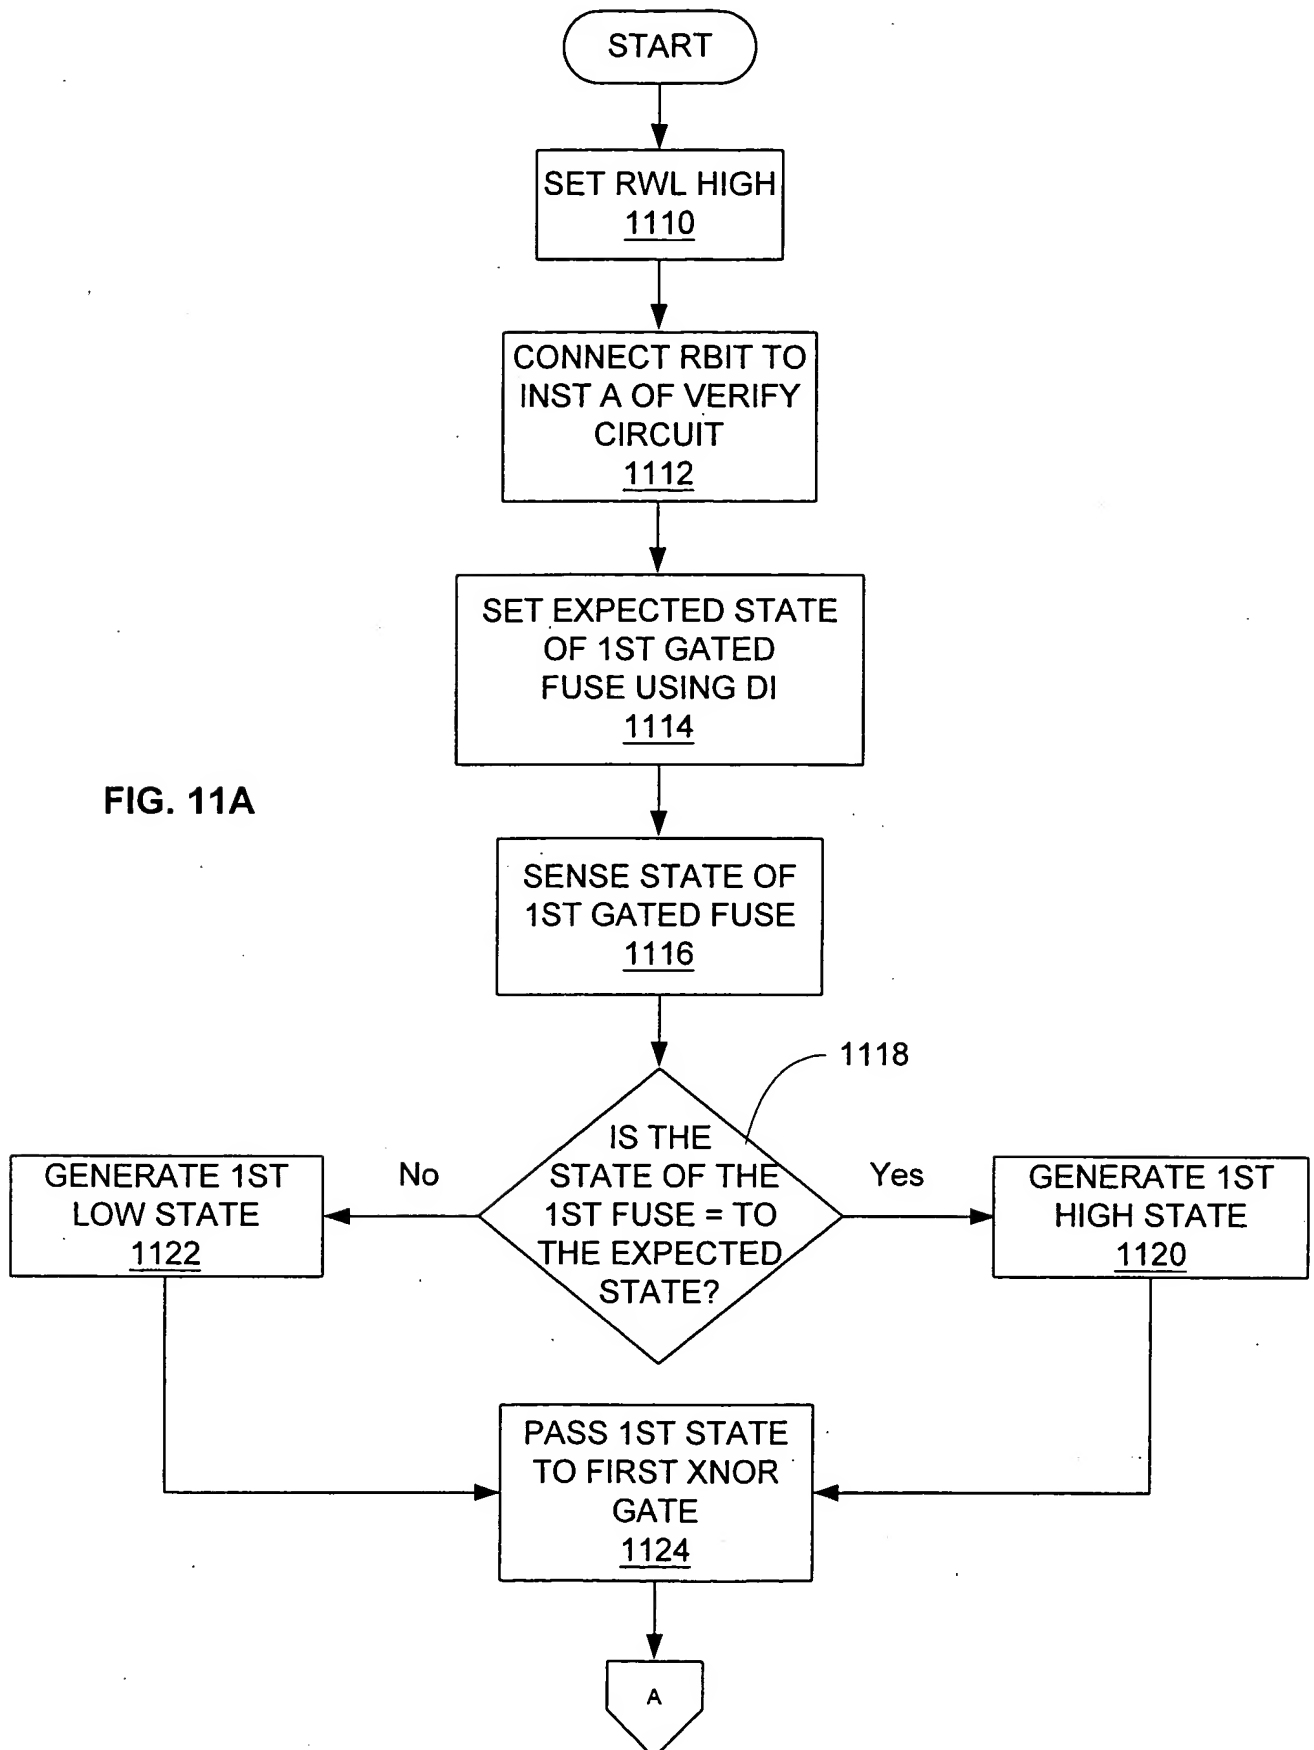 START
SET RWL HIGH
1110
CONNECT RBIT TO
INST A OF VERIFY
CIRCUIT
1112
SET EXPECTED STATE
OF 1ST GATED
FUSE USING DI
1114
FIG. 11A
SENSE STATE OF
1ST GATED FUSE
1116
1118
IS THE
STATE OF THE
1ST FUSE = TO
THE EXPECTED
STATE?
No
Yes
GENERATE 1ST
LOW STATE
1122
GENERATE 1ST
HIGH STATE
1120
PASS 1ST STATE
TO FIRST XNOR
GATE
1124
A